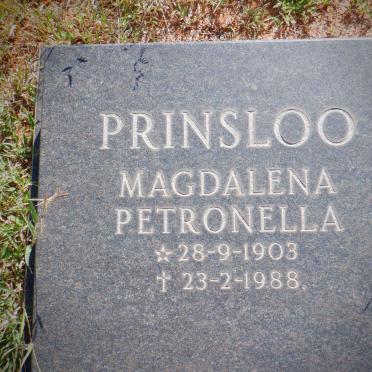 PRINSLOO
MAGDALENA
PETRONELLA
☆ 28-9-1903
† 23-2-1988.